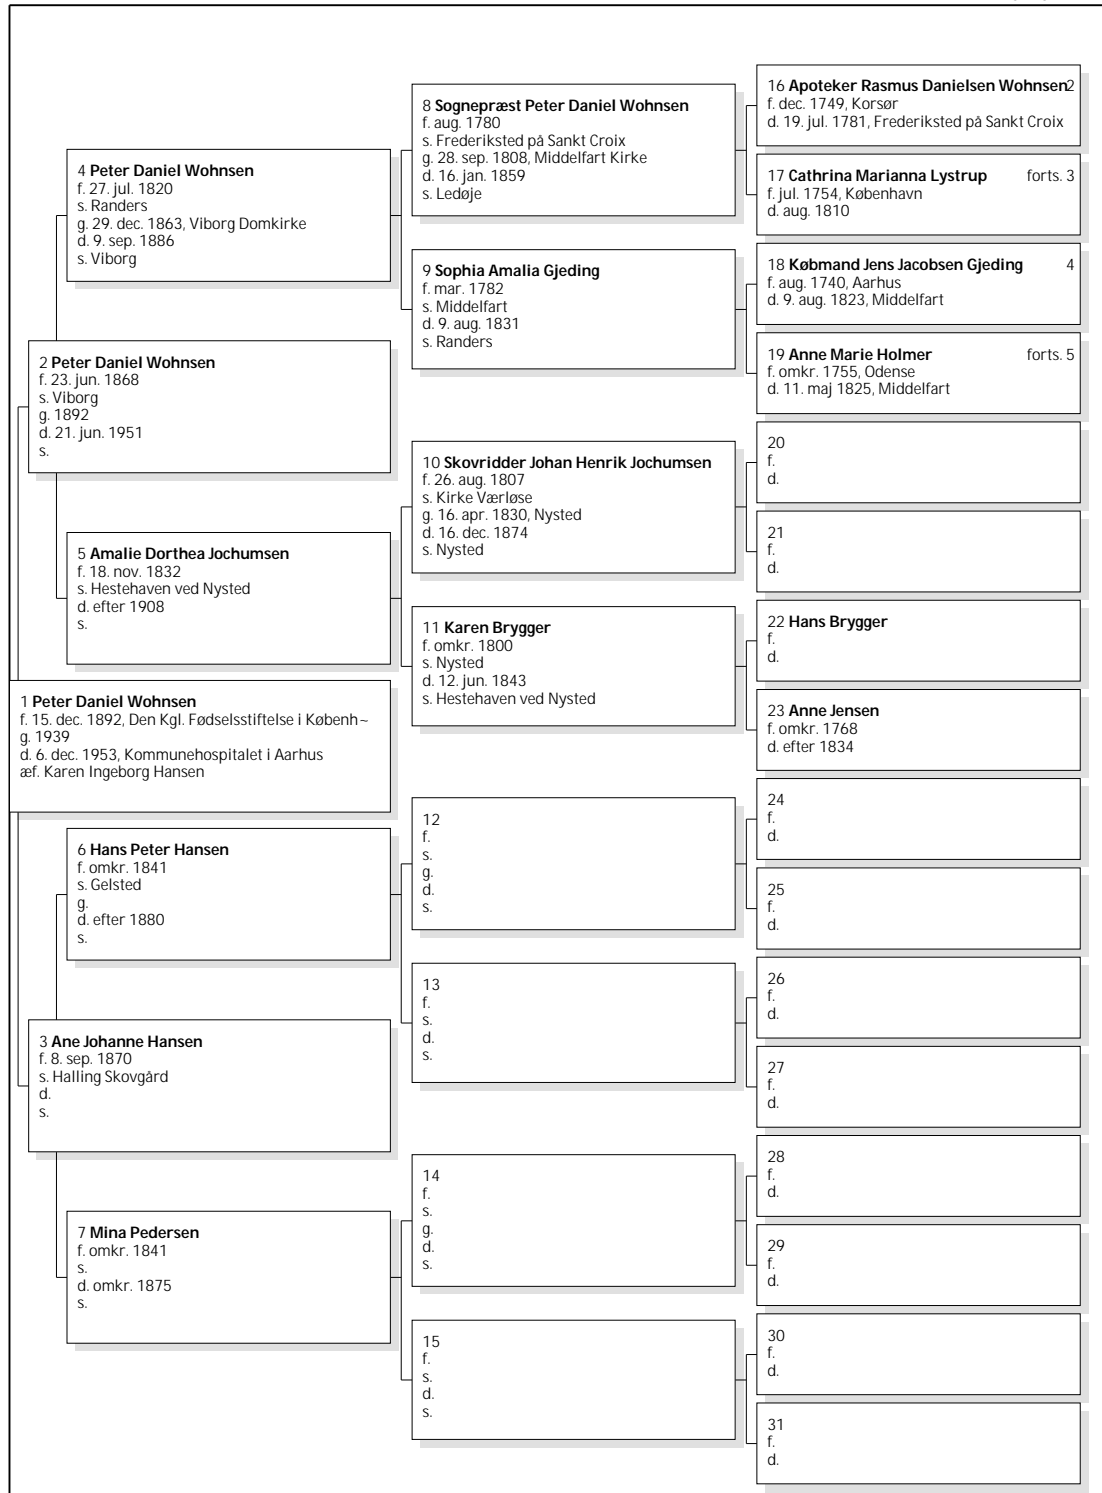 1 Peter Daniel Wohnsen
f. 15. dec. 1892, Den Kgl. Fødselsstiftelse i Københ~
g. 1939
d. 6. dec. 1953, Kommunehospitalet i Aarhus
æf. Karen Ingeborg Hansen
2 Peter Daniel Wohnsen
f. 23. jun. 1868
s. Viborg
g. 1892
d. 21. jun. 1951
s.
3 Ane Johanne Hansen
f. 8. sep. 1870
s. Halling Skovgård
d.
s.
4 Peter Daniel Wohnsen
f. 27. jul. 1820
s. Randers
g. 29. dec. 1863, Viborg Domkirke
d. 9. sep. 1886
s. Viborg
5 Amalie Dorthea Jochumsen
f. 18. nov. 1832
s. Hestehaven ved Nysted
d. efter 1908
s.
6 Hans Peter Hansen
f. omkr. 1841
s. Gelsted
g.
d. efter 1880
s.
7 Mina Pedersen
f. omkr. 1841
s.
d. omkr. 1875
s.
8 Sognepræst Peter Daniel Wohnsen
f. aug. 1780
s. Frederiksted på Sankt Croix
g. 28. sep. 1808, Middelfart Kirke
d. 16. jan. 1859
s. Ledøje
9 Sophia Amalia Gjeding
f. mar. 1782
s. Middelfart
d. 9. aug. 1831
s. Randers
10 Skovridder Johan Henrik Jochumsen
f. 26. aug. 1807
s. Kirke Værløse
g. 16. apr. 1830, Nysted
d. 16. dec. 1874
s. Nysted
11 Karen Brygger
f. omkr. 1800
s. Nysted
d. 12. jun. 1843
s. Hestehaven ved Nysted
12
f.
s.
g.
d.
s.
13
f.
s.
d.
s.
14
f.
s.
g.
d.
s.
15
f.
s.
d.
s.
16 Apoteker Rasmus Danielsen Wohnsen 2
f. dec. 1749, Korsør
d. 19. jul. 1781, Frederiksted på Sankt Croix
17 Cathrina Marianna Lystrup forts. 3
f. jul. 1754, København
d. aug. 1810
18 Købmand Jens Jacobsen Gjeding 4
f. aug. 1740, Aarhus
d. 9. aug. 1823, Middelfart
19 Anne Marie Holmer forts. 5
f. omkr. 1755, Odense
d. 11. maj 1825, Middelfart
20
f.
d.
21
f.
d.
22 Hans Brygger
f.
d.
23 Anne Jensen
f. omkr. 1768
d. efter 1834
24
f.
d.
25
f.
d.
26
f.
d.
27
f.
d.
28
f.
d.
29
f.
d.
30
f.
d.
31
f.
d.